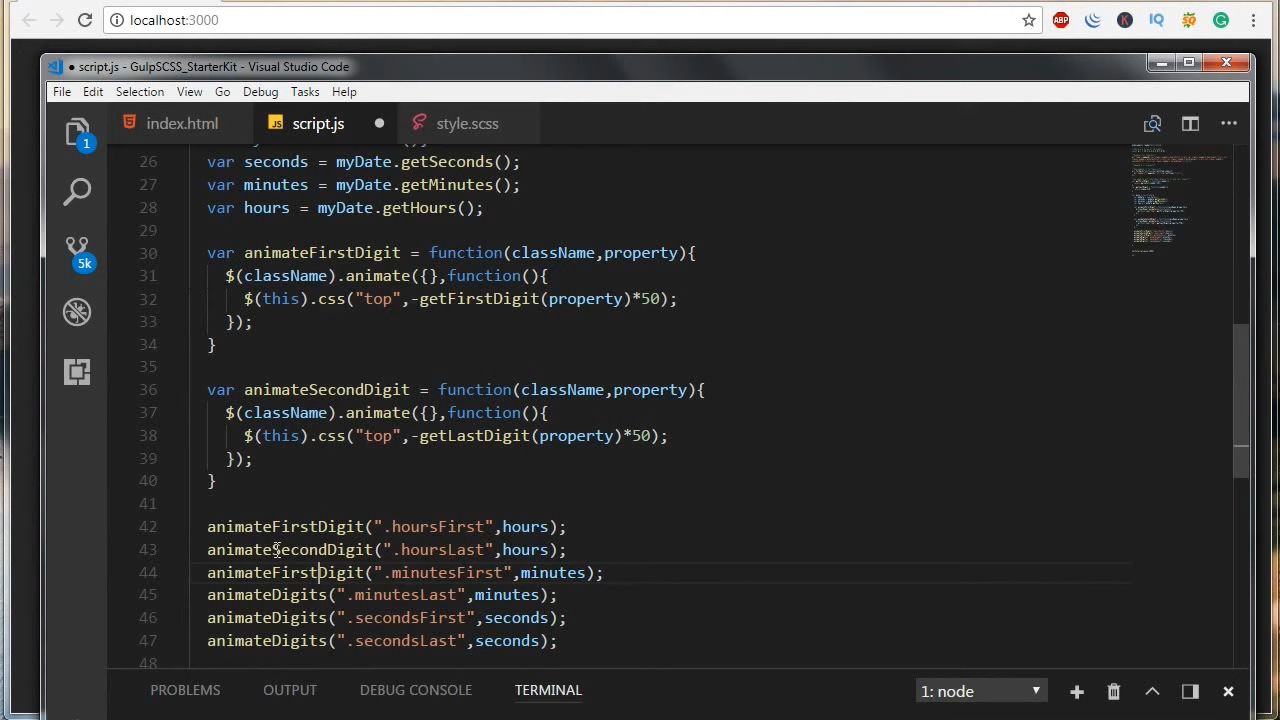 localhost:3000
ABP
K
IQ
script.js - GulpSCSS_StarterKit - Visual Studio Code
File Edit Selection View Go Debug Tasks Help
index.html JS script.js style.scss
1
5k
26 var seconds = myDate.getSeconds();
27 var minutes = myDate.getMinutes();
28 var hours = myDate.getHours();
29
30 var animateFirstDigit = function(className,property){
31 $(className).animate({},function(){
32 $(this).css("top",-getFirstDigit(property)*50);
33 });
34 }
35
36 var animateSecondDigit = function(className,property){
37 $(className).animate({},function(){
38 $(this).css("top",-getLastDigit(property)*50);
39 });
40 }
41
42 animateFirstDigit(".hoursFirst",hours);
43 animateSecondDigit(".hoursLast",hours);
44 animateFirstDigit(".minutesFirst",minutes);
45 animateDigits(".minutesLast",minutes);
46 animateDigits(".secondsFirst",seconds);
47 animateDigits(".secondsLast",seconds);
48
PROBLEMS OUTPUT DEBUG CONSOLE TERMINAL 1: node